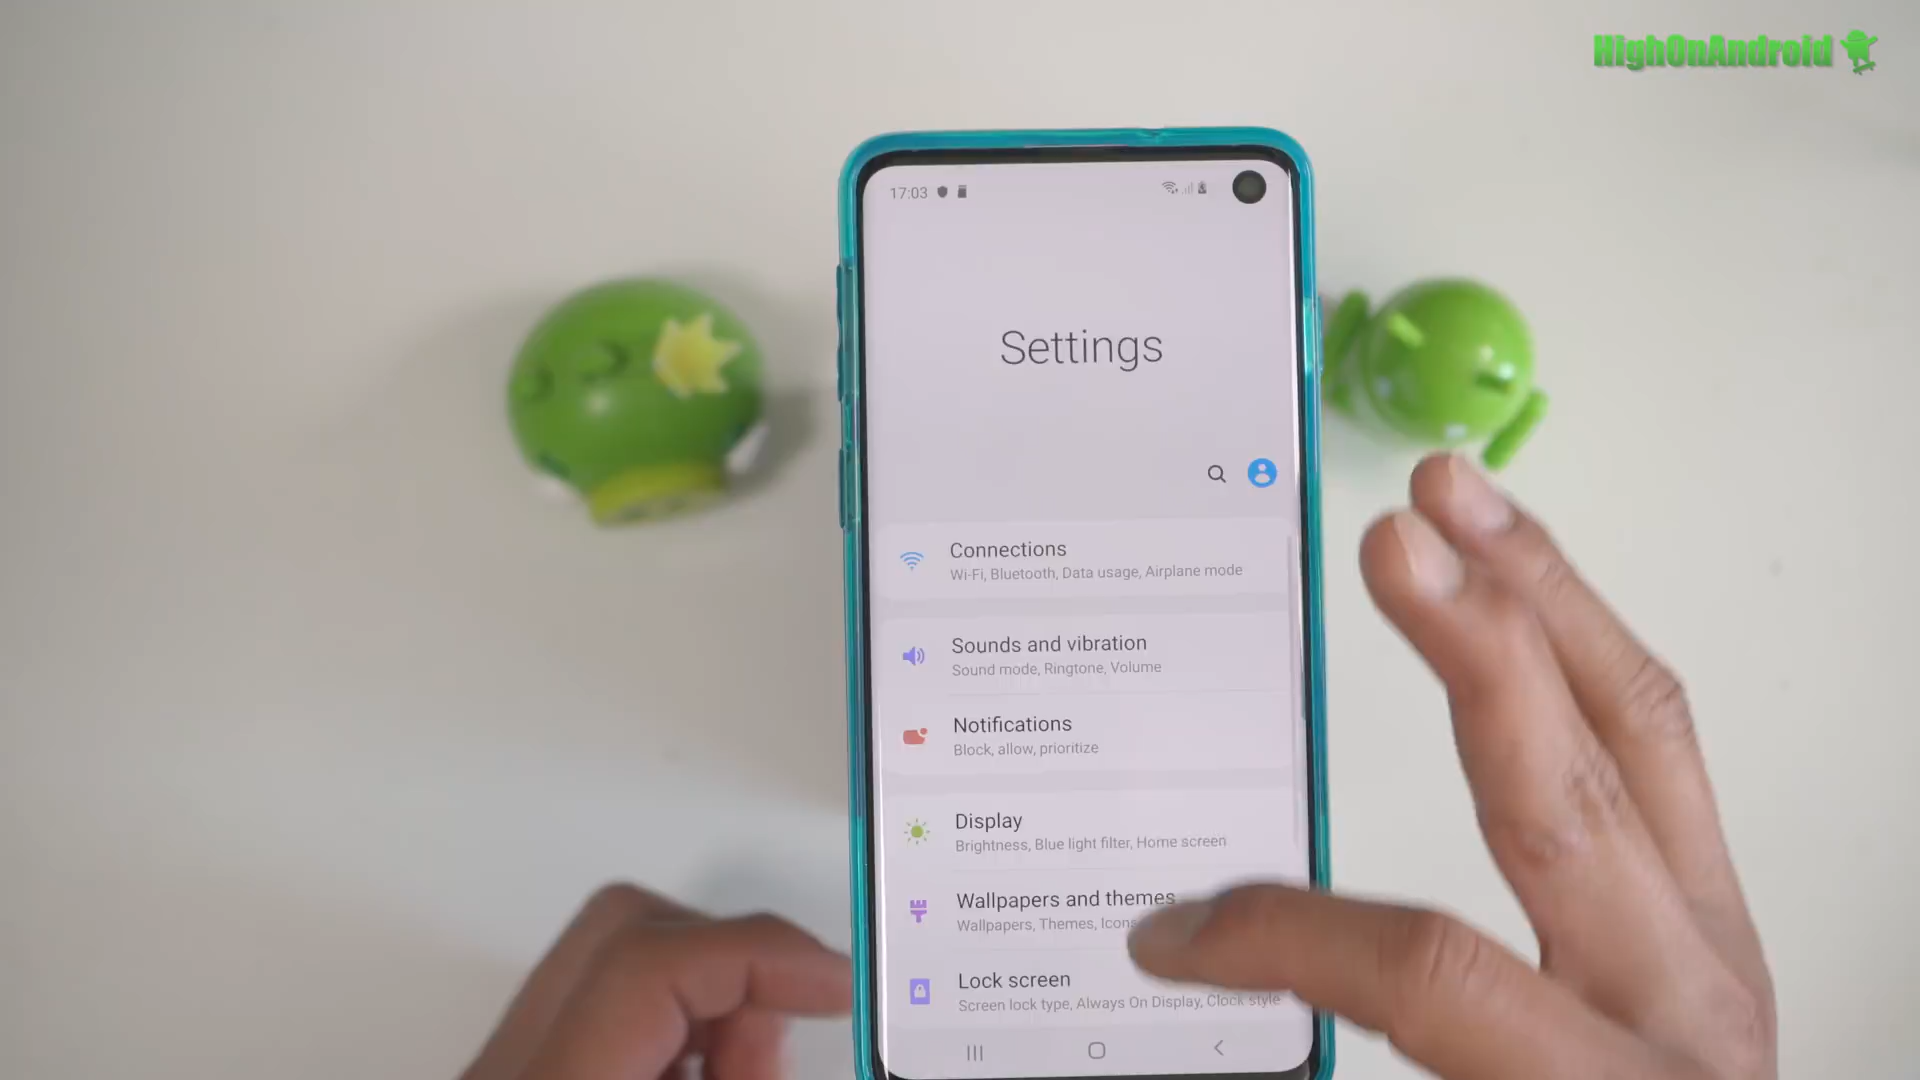 HighOnAndroid
17:03
Settings
Connections
Wi-Fi, Bluetooth, Data usage, Airplane mode
Sounds and vibration
Sound mode, Ringtone, Volume
Notifications
Block, allow, prioritize
Display
Brightness, Blue light filter, Home screen
Wallpapers and themes
Wallpapers, Themes, Icons
Lock screen
Screen lock type, Always On Display, Clock style